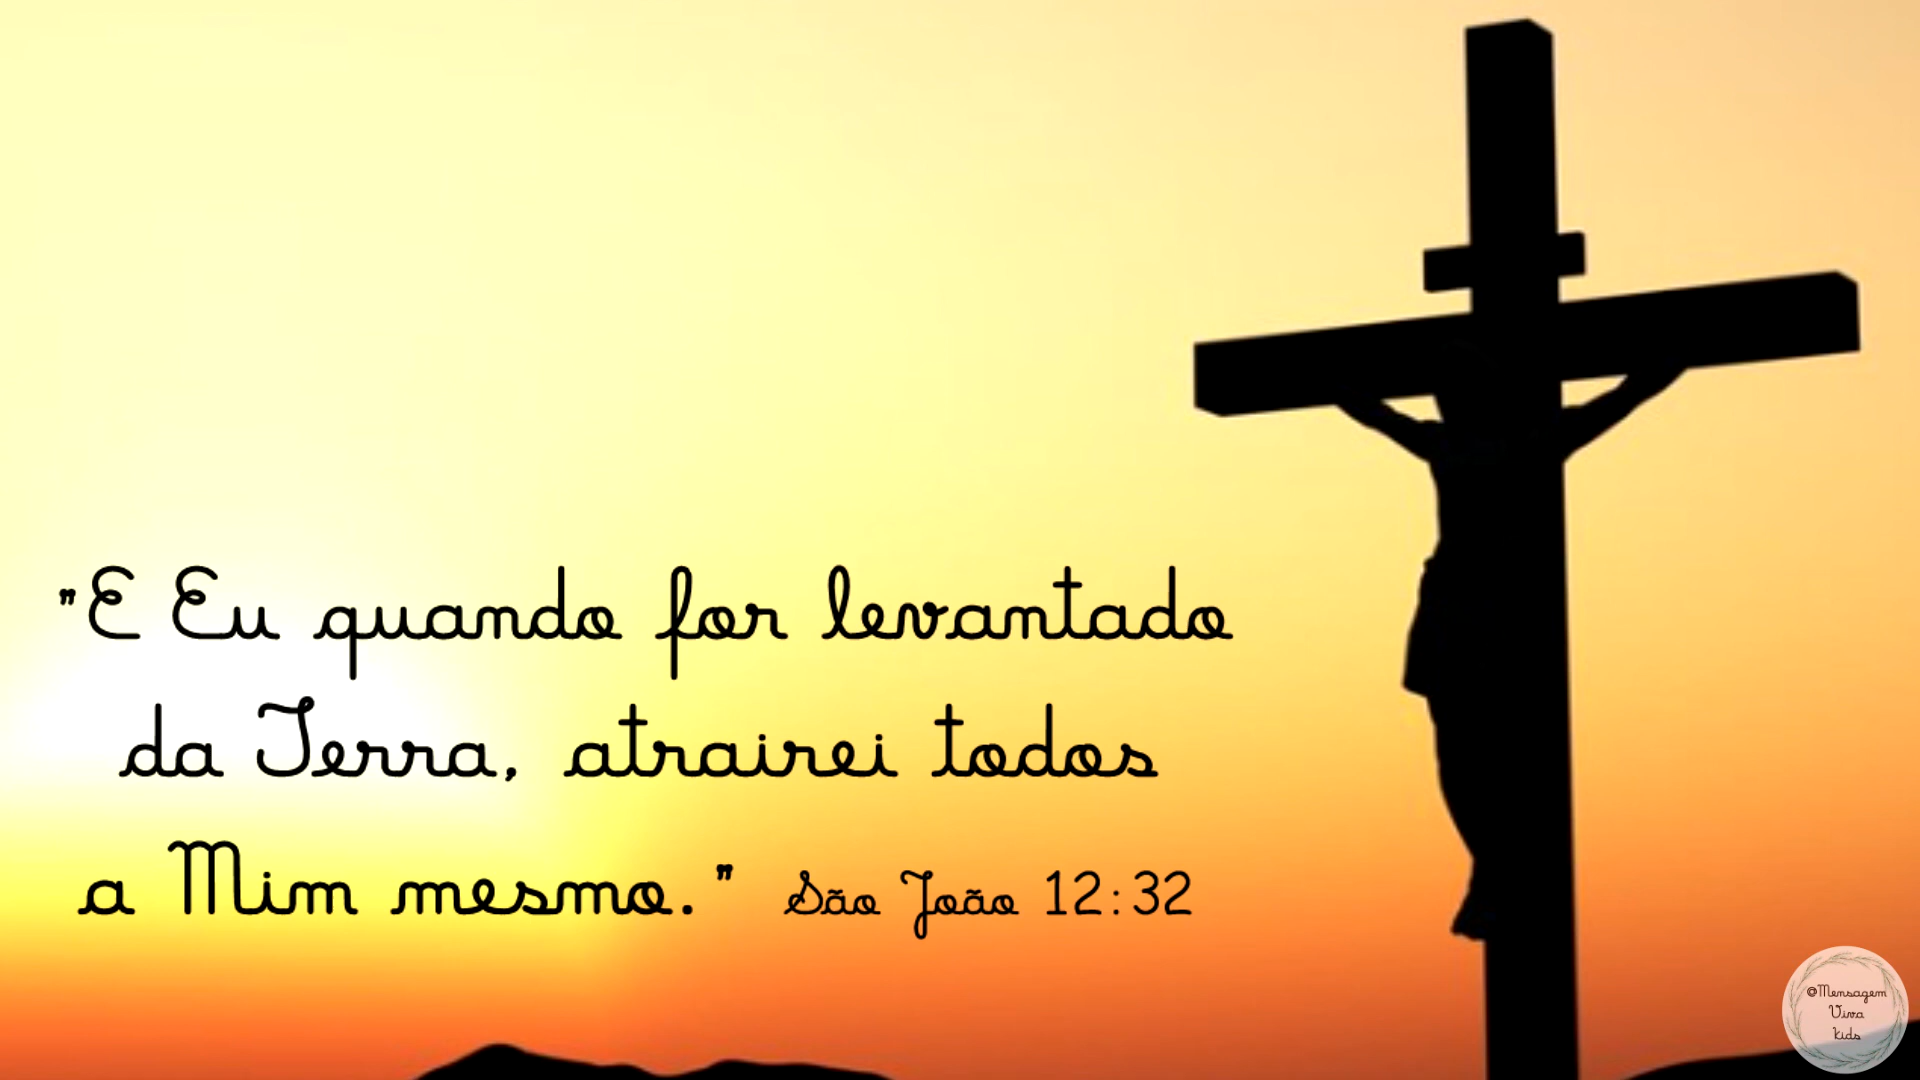 "E Eu quando for levantado
da Terra, atrairei todos
a Mim mesmo." São João 12:32
@Mensagem
Viva
kids